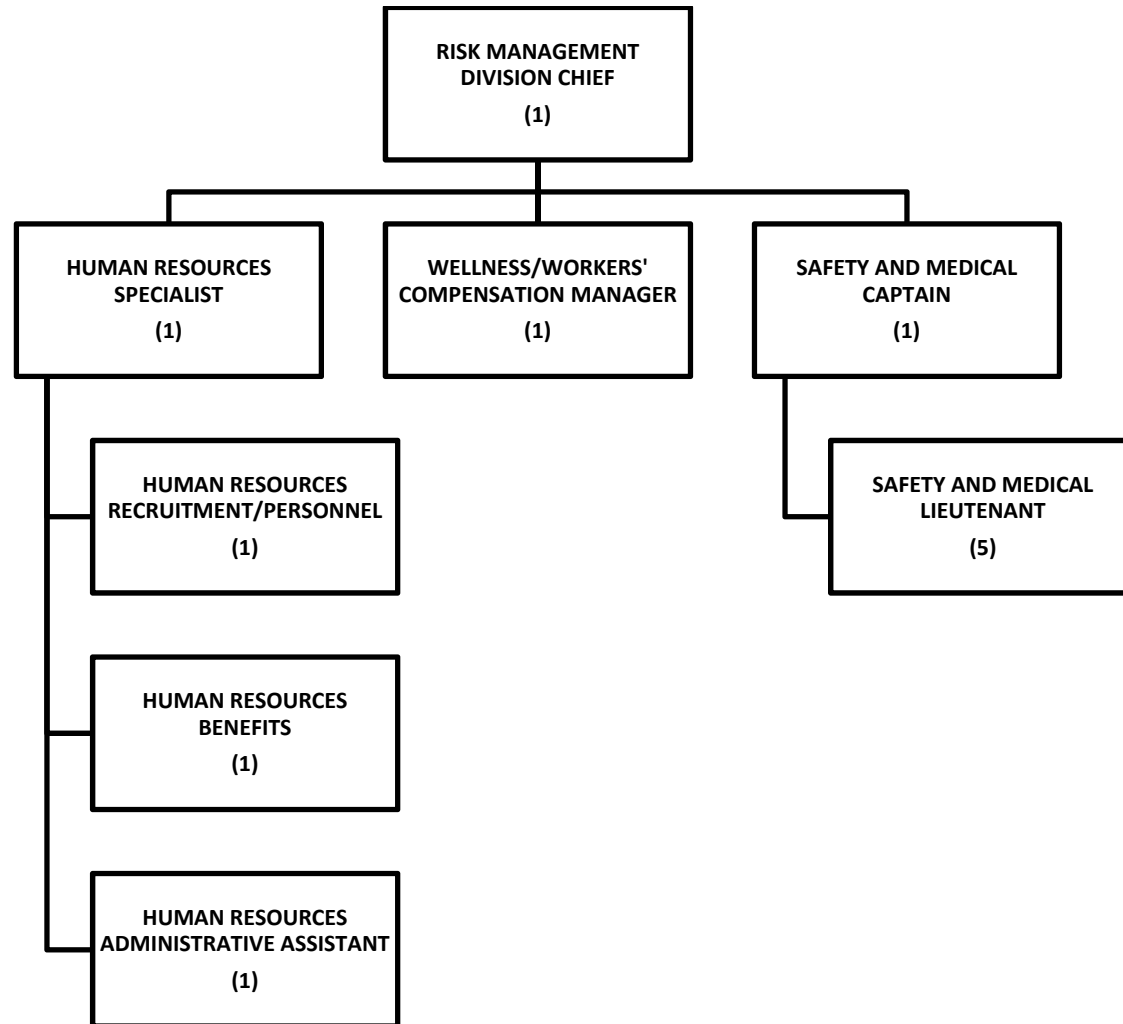 RISK MANAGEMENT
DIVISION CHIEF
(1)
HUMAN RESOURCES
SPECIALIST
(1)
WELLNESS/WORKERS'
COMPENSATION MANAGER
(1)
SAFETY AND MEDICAL
CAPTAIN
(1)
HUMAN RESOURCES
RECRUITMENT/PERSONNEL
(1)
SAFETY AND MEDICAL
LIEUTENANT
(5)
HUMAN RESOURCES
BENEFITS
(1)
HUMAN RESOURCES
ADMINISTRATIVE ASSISTANT
(1)